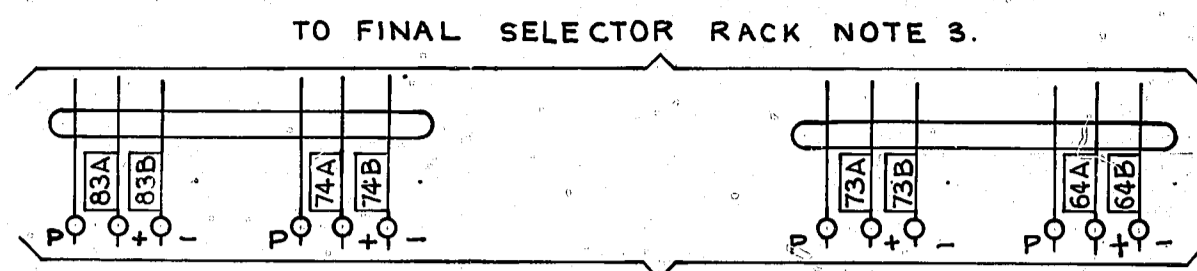 TO FINAL SELECTOR RACK NOTE 3.
83A 83B 74A 74B 73A 73B 64A 64B
P + - P + - P + - P + -